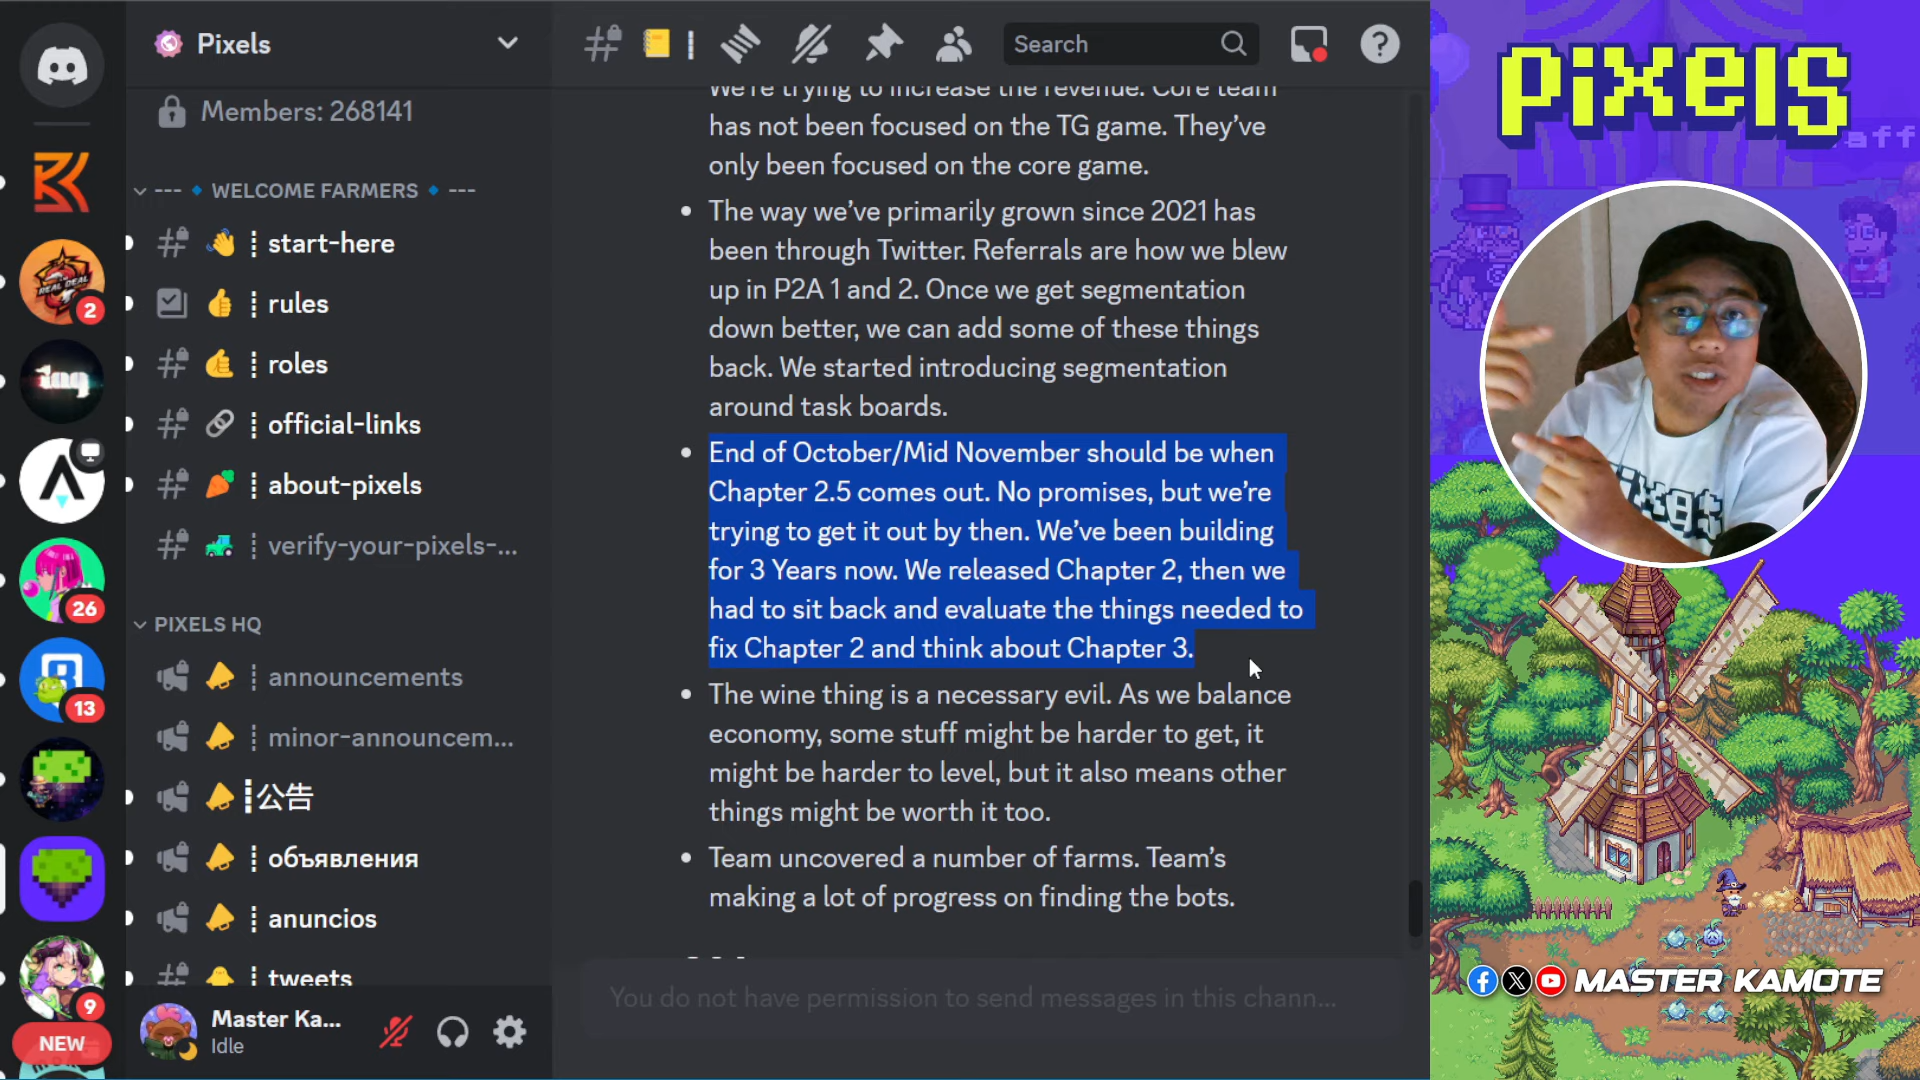 Pixels
Members: 268141
--- WELCOME FARMERS ---
start-here
rules
roles
official-links
about-pixels
verify-your-pixels-...
PIXELS HQ
announcements
minor-announcem...
公告
объявления
anuncios
tweets
Master Ka...
Idle
2
26
13
9
NEW
Search
We're trying to increase the revenue. Core team
has not been focused on the TG game. They've
only been focused on the core game.
The way we've primarily grown since 2021 has
been through Twitter. Referrals are how we blew
up in P2A 1 and 2. Once we get segmentation
down better, we can add some of these things
back. We started introducing segmentation
around task boards.
End of October/Mid November should be when
Chapter 2.5 comes out. No promises, but we're
trying to get it out by then. We've been building
for 3 Years now. We released Chapter 2, then we
had to sit back and evaluate the things needed to
fix Chapter 2 and think about Chapter 3.
The wine thing is a necessary evil. As we balance
economy, some stuff might be harder to get, it
might be harder to level, but it also means other
things might be worth it too.
Team uncovered a number of farms. Team's
making a lot of progress on finding the bots.
You do not have permission to send messages in this chann...
pixels
MASTER KAMOTE